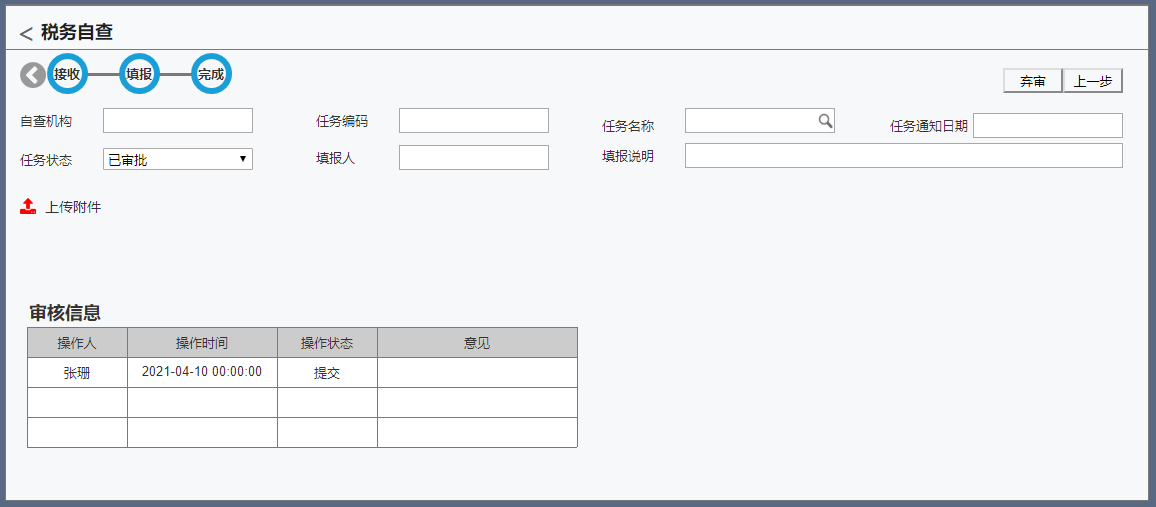 < 税务自查
接收 填报 完成
弃审 上一步
自查机构 任务编码 任务名称 任务通知日期
任务状态 已审批 填报人 填报说明
上传附件
审核信息
操作人 操作时间 操作状态 意见
张珊 2021-04-10 00:00:00 提交